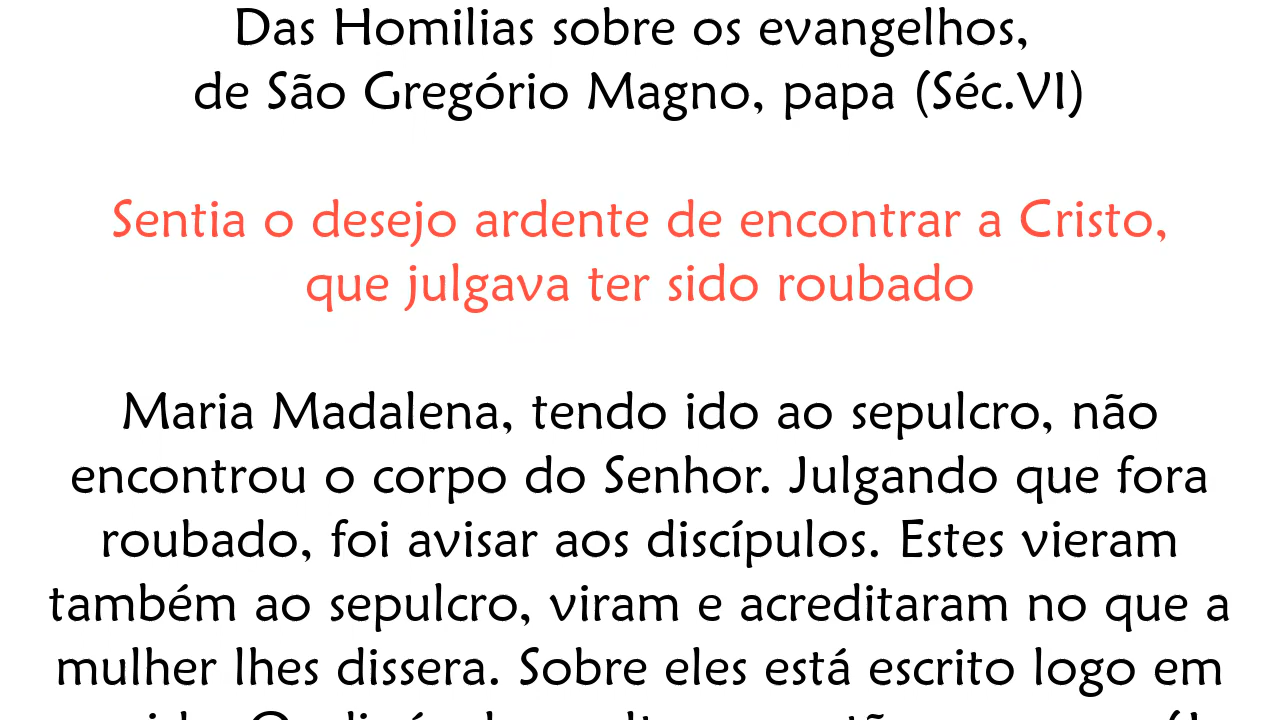 Das Homilias sobre os evangelhos,
de São Gregório Magno, papa (Séc.VI)
Sentia o desejo ardente de encontrar a Cristo,
que julgava ter sido roubado
Maria Madalena, tendo ido ao sepulcro, não
encontrou o corpo do Senhor. Julgando que fora
roubado, foi avisar aos discípulos. Estes vieram
também ao sepulcro, viram e acreditaram no que a
mulher lhes dissera. Sobre eles está escrito logo em